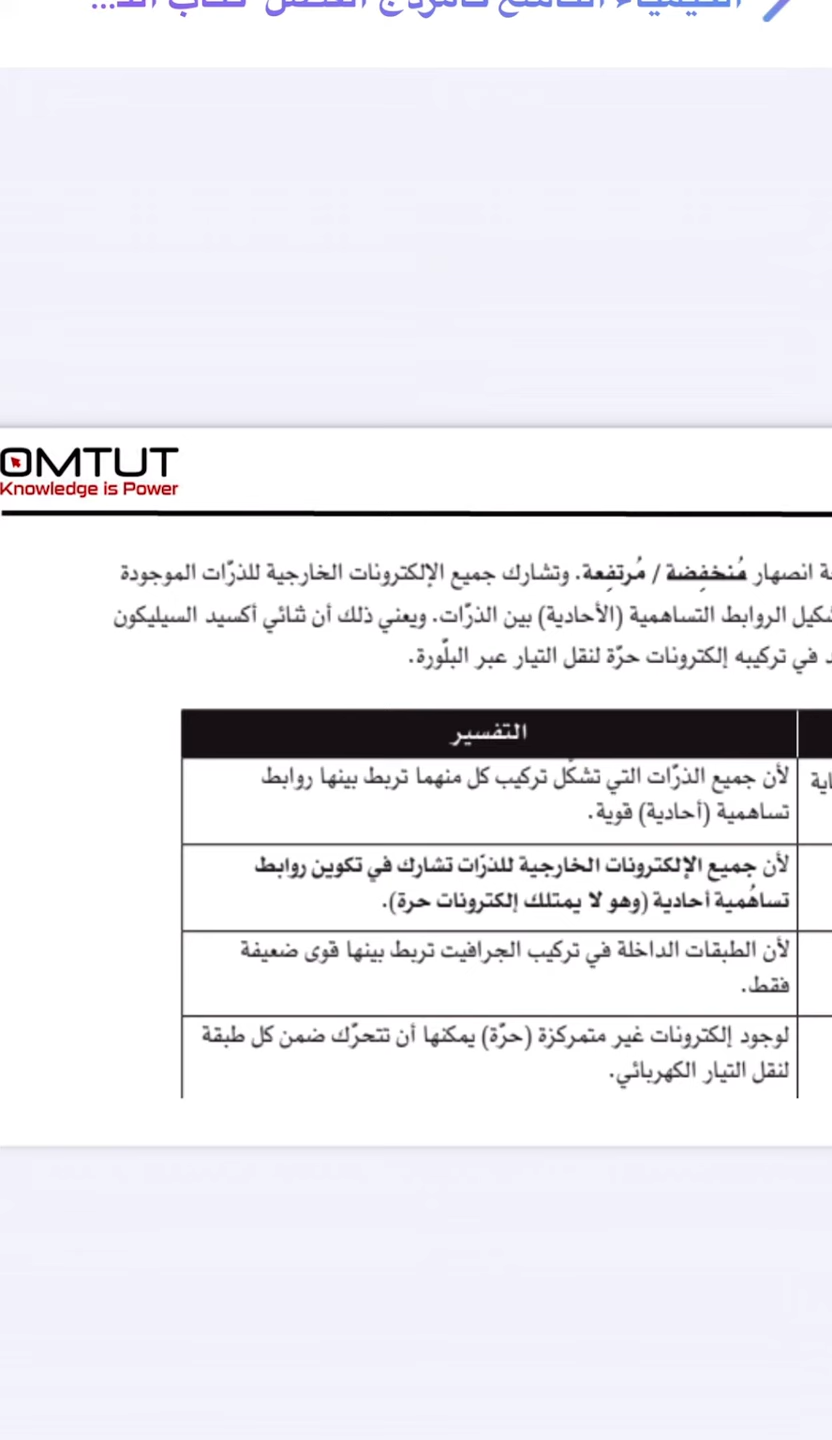 OMTUT
Knowledge is Power
انصهار مُنخفِضة / مُرتفِعة. وتشارك جميع الإلكترونات الخارجية للذرّات الموجودة
الروابط التساهمية (الأحادية) بين الذرّات. ويعني ذلك أن ثنائي أكسيد السيليكون
في تركيبه إلكترونات حرّة لنقل التيار عبر البلّورة.
التفسير
لأن جميع الذرّات التي تشكّل تركيب كل منهما تربط بينها روابط
تساهمية (أحادية) قوية.
لأن جميع الإلكترونات الخارجية للذرّات تشارك في تكوين روابط
تساهُمية أحادية (وهو لا يمتلك إلكترونات حرة).
لأن الطبقات الداخلة في تركيب الجرافيت تربط بينها قوى ضعيفة
فقط.
لوجود إلكترونات غير متمركزة (حرّة) يمكنها أن تتحرّك ضمن كل طبقة
لنقل التيار الكهربائي.